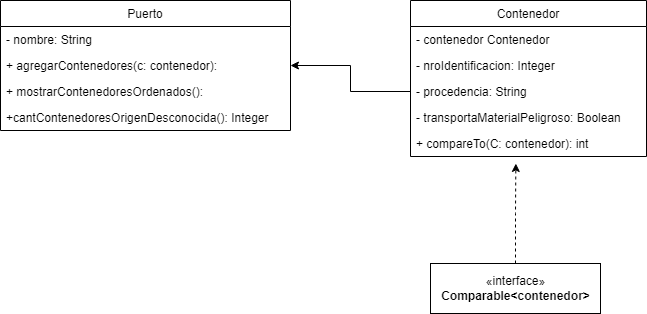 Puerto
- nombre: String
+ agregarContenedores(c: contenedor):
+ mostrarContenedoresOrdenados():
+cantContenedoresOrigenDesconocida(): Integer
Contenedor
- contenedor Contenedor
- nroIdentificacion: Integer
- procedencia: String
- transportaMaterialPeligroso: Boolean
+ compareTo(C: contenedor): int
«interface»
Comparable<contenedor>